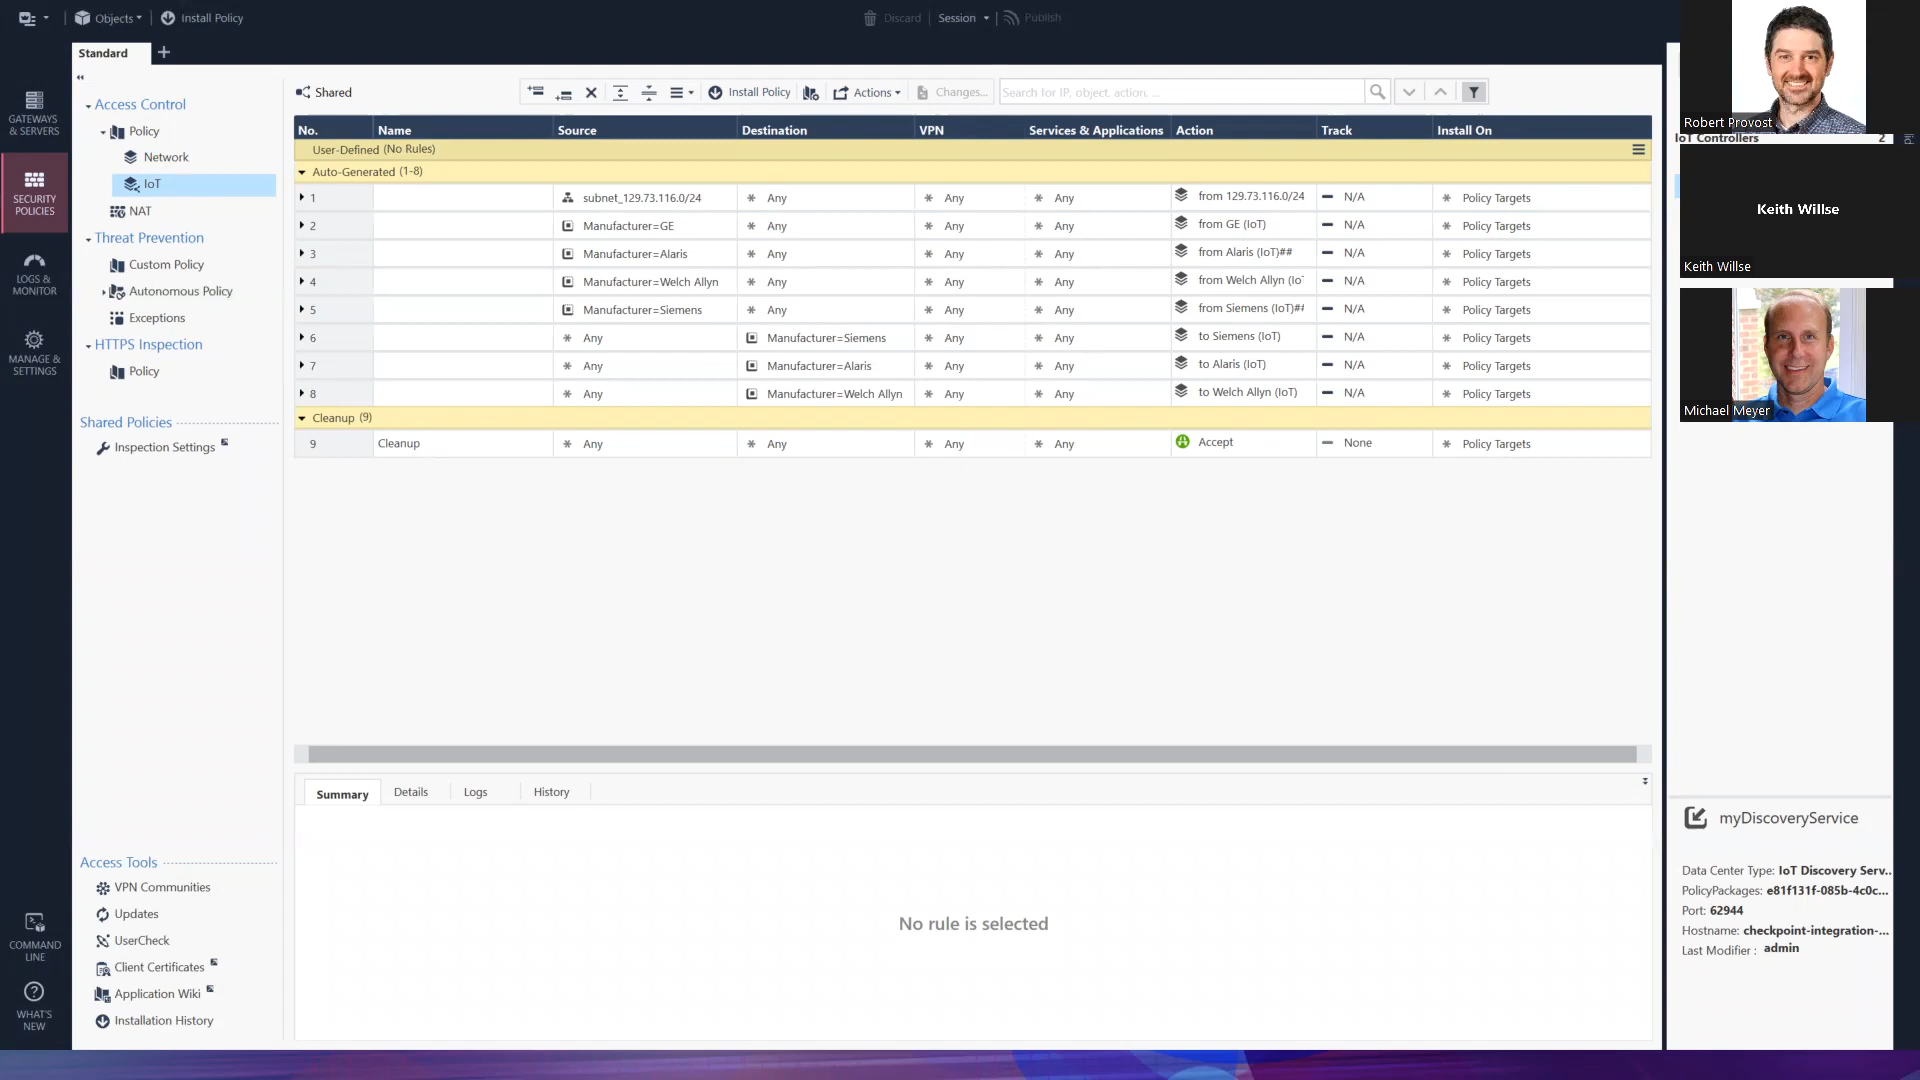 Objects
Install Policy
Discard
Session
Publish
Standard
GATEWAYS & SERVERS
SECURITY POLICIES
LOGS & MONITOR
MANAGE & SETTINGS
COMMAND LINE
WHAT'S NEW
Access Control
Policy
Network
IoT
NAT
Threat Prevention
Custom Policy
Autonomous Policy
Exceptions
HTTPS Inspection
Policy
Shared Policies
Inspection Settings
Access Tools
VPN Communities
Updates
UserCheck
Client Certificates
Application Wiki
Installation History
Shared
Install Policy
Actions
Changes...
Search for IP, object, action, ...
No. Name Source Destination VPN Services & Applications Action Track Install On
User-Defined (No Rules)
Auto-Generated (1-8)
1 subnet_129.73.116.0/24 Any Any Any from 129.73.116.0/24 N/A Policy Targets
2 Manufacturer=GE Any Any Any from GE (IoT) N/A Policy Targets
3 Manufacturer=Alaris Any Any Any from Alaris (IoT)## N/A Policy Targets
4 Manufacturer=Welch Allyn Any Any Any from Welch Allyn (Io N/A Policy Targets
5 Manufacturer=Siemens Any Any Any from Siemens (IoT)## N/A Policy Targets
6 Any Manufacturer=Siemens Any Any to Siemens (IoT) N/A Policy Targets
7 Any Manufacturer=Alaris Any Any to Alaris (IoT) N/A Policy Targets
8 Any Manufacturer=Welch Allyn Any Any to Welch Allyn (IoT) N/A Policy Targets
Cleanup (9)
9 Cleanup Any Any Any Any Accept None Policy Targets
Summary Details Logs History
No rule is selected
Robert Provost
IoT Controllers 2
Keith Willse
Keith Willse
Michael Meyer
myDiscoveryService
Data Center Type: IoT Discovery Serv...
PolicyPackages: e81f131f-085b-4c0c...
Port: 62944
Hostname: checkpoint-integration-...
Last Modifier : admin